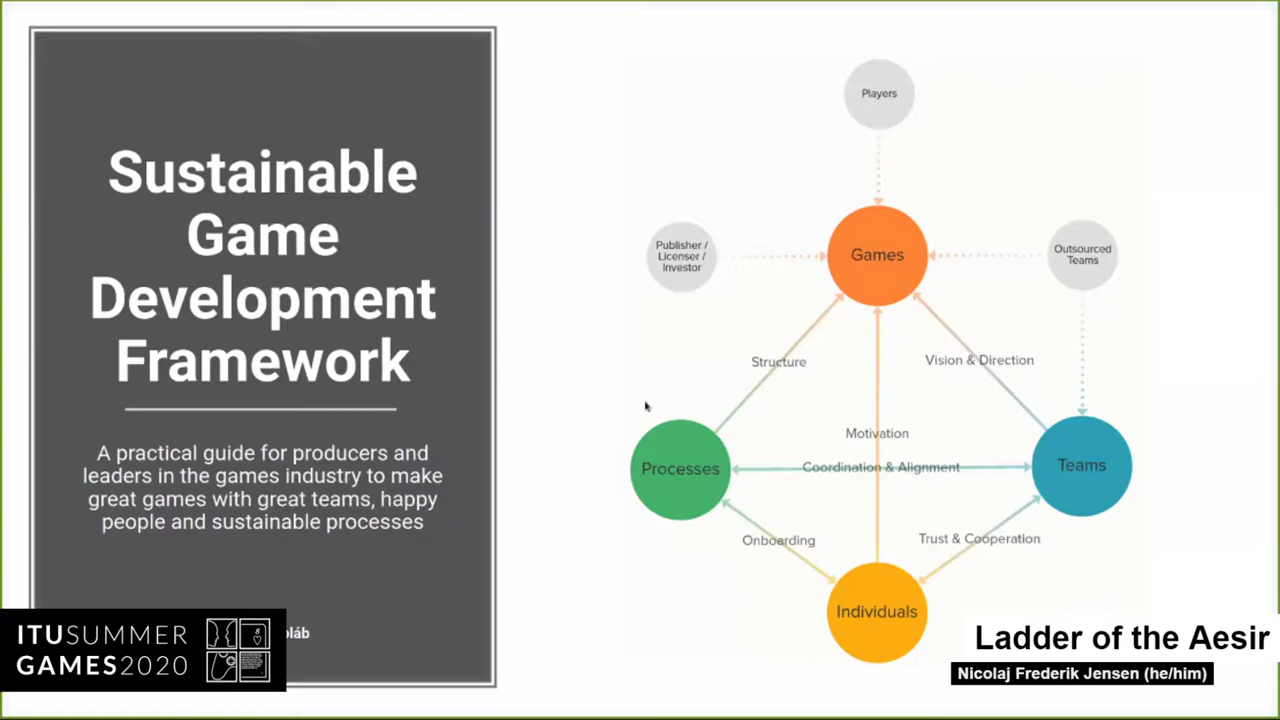 Sustainable
Game
Development
Framework
A practical guide for producers and
leaders in the games industry to make
great games with great teams, happy
people and sustainable processes
Players
Publisher /
Licenser /
Investor
Games
Outsourced
Teams
Structure
Vision & Direction
Motivation
Processes
Coordination & Alignment
Teams
Onboarding
Trust & Cooperation
Individuals
ITUSUMMER
GAMES2020
Ladder of the Aesir
Nicolaj Frederik Jensen (he/him)